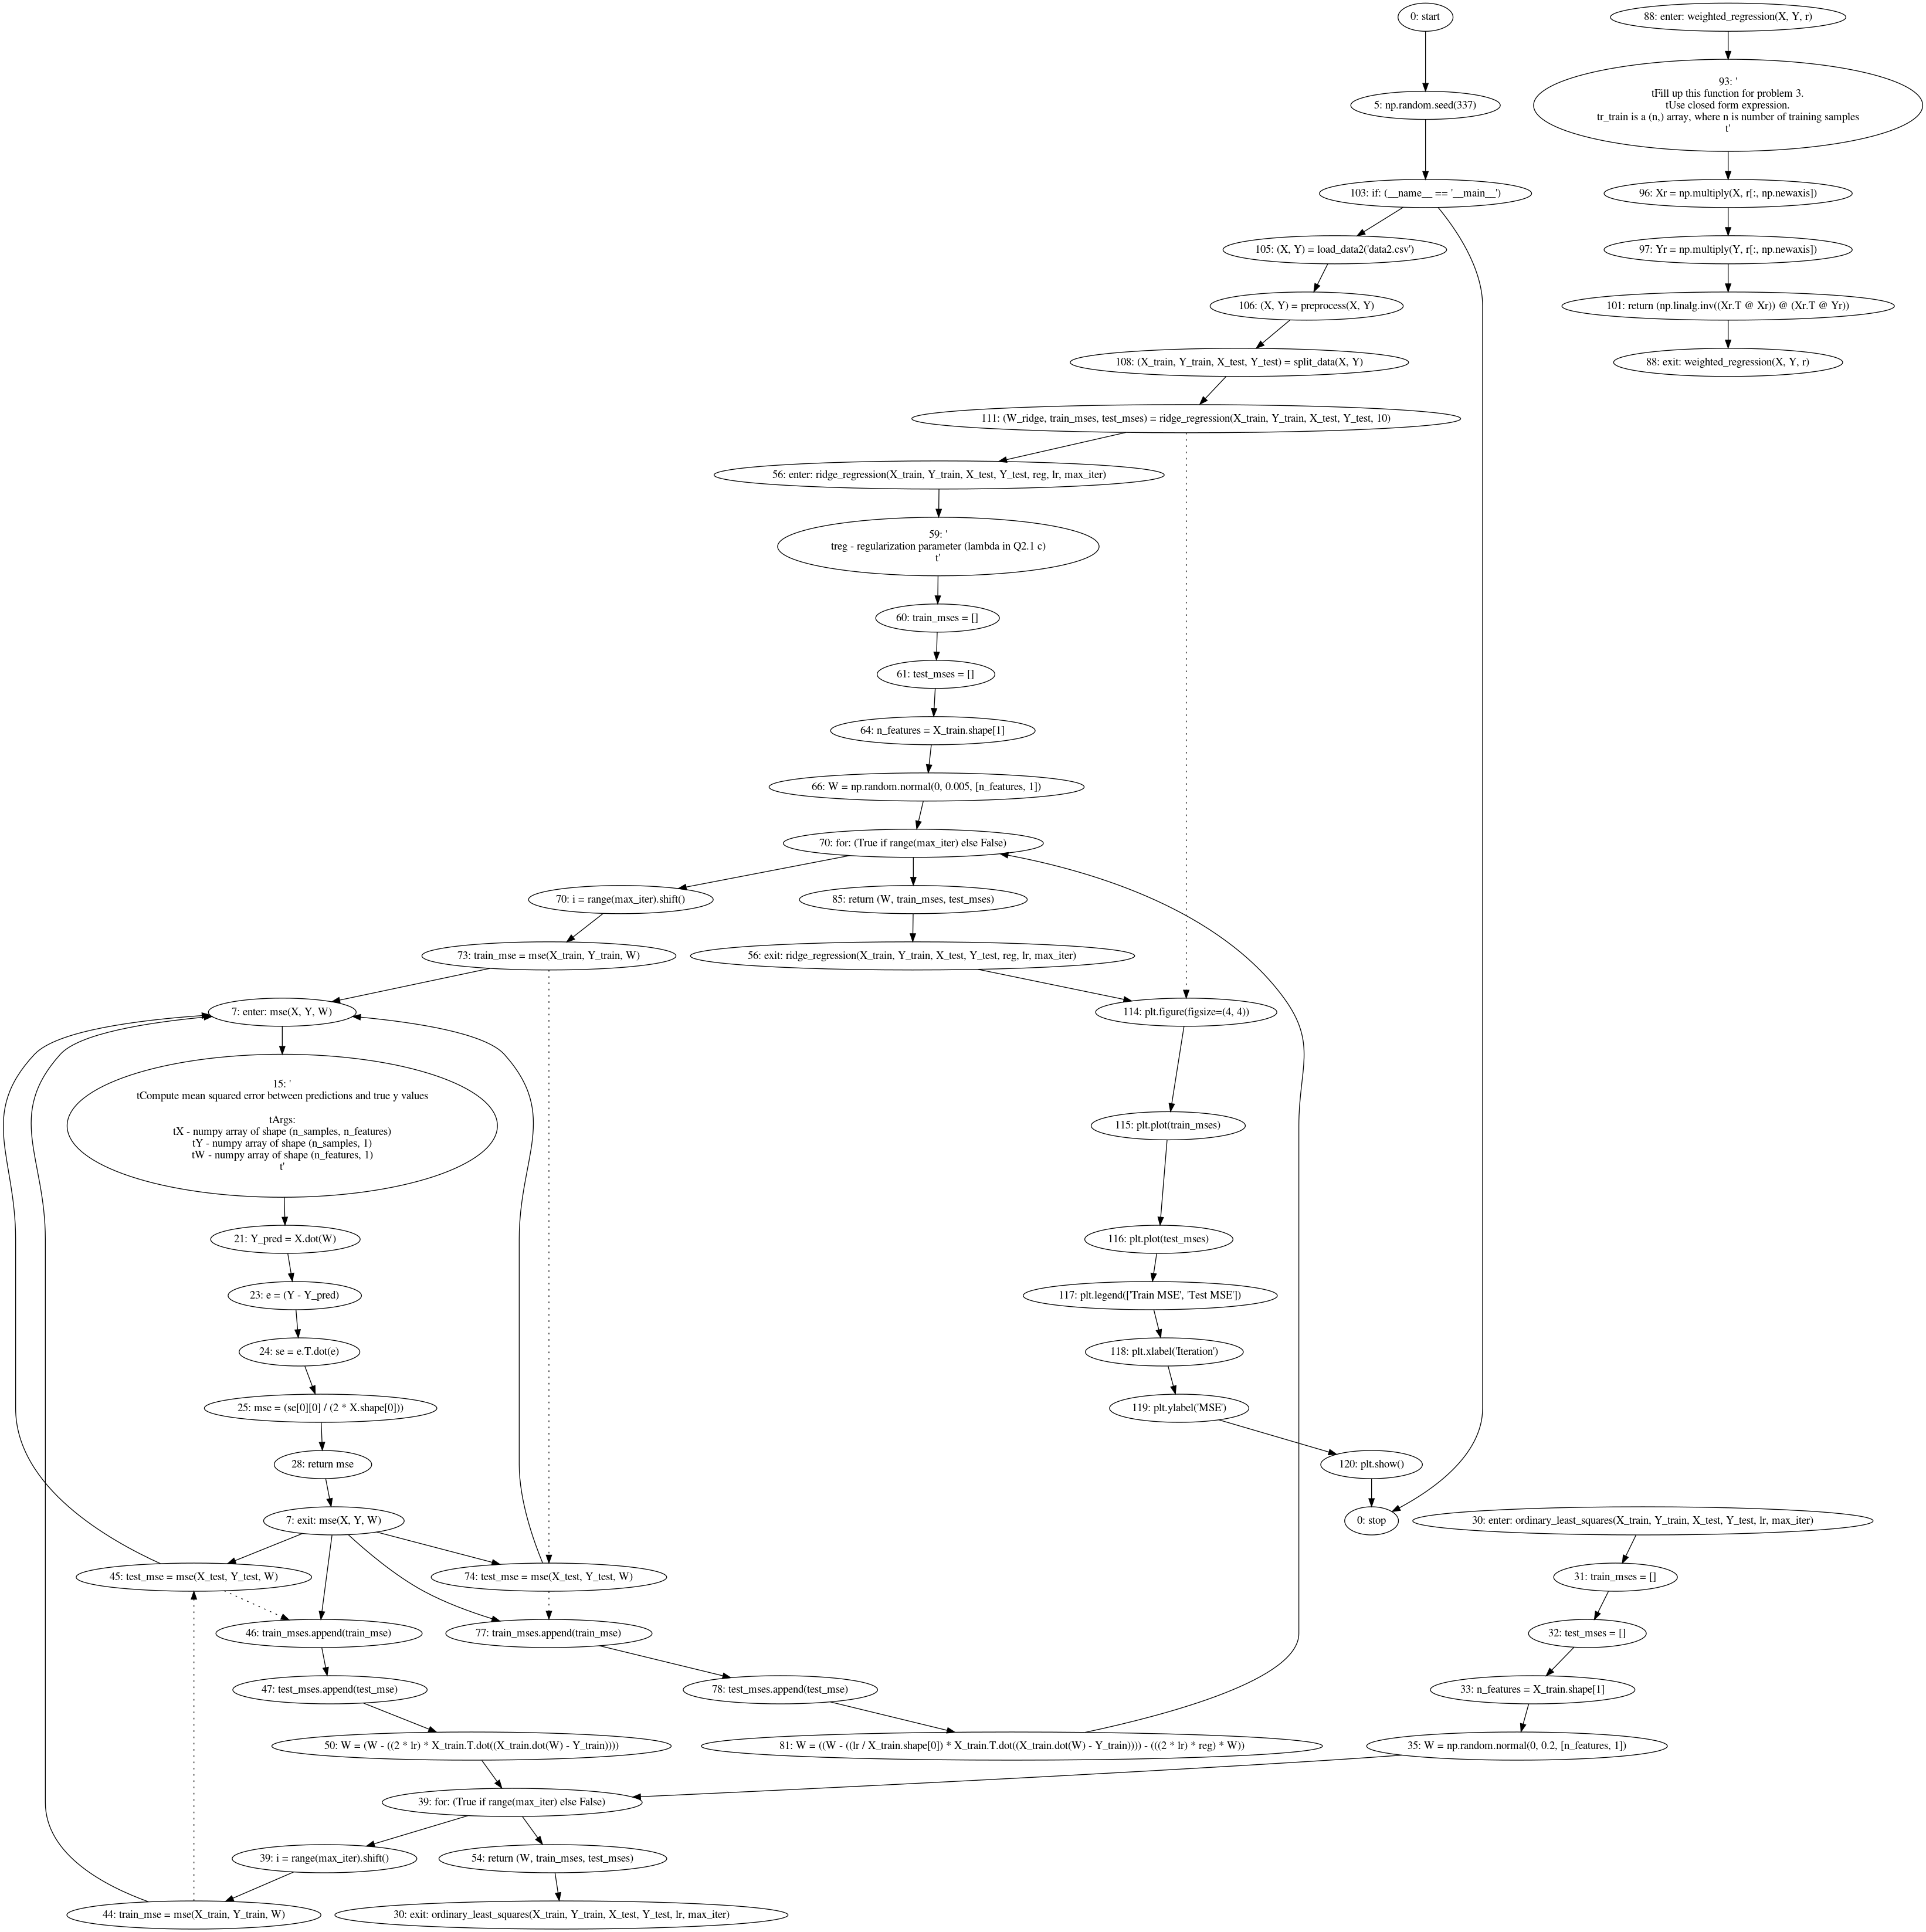 0: start
88: enter: weighted_regression(X, Y, r)
5: np.random.seed(337)
93: '
tFill up this function for problem 3.
tUse closed form expression.
tr_train is a (n,) array, where n is number of training samples
t'
103: if: (__name__ == '__main__')
96: Xr = np.multiply(X, r[:, np.newaxis])
105: (X, Y) = load_data2('data2.csv')
97: Yr = np.multiply(Y, r[:, np.newaxis])
106: (X, Y) = preprocess(X, Y)
101: return (np.linalg.inv((Xr.T @ Xr)) @ (Xr.T @ Yr))
108: (X_train, Y_train, X_test, Y_test) = split_data(X, Y)
88: exit: weighted_regression(X, Y, r)
111: (W_ridge, train_mses, test_mses) = ridge_regression(X_train, Y_train, X_test, Y_test, 10)
56: enter: ridge_regression(X_train, Y_train, X_test, Y_test, reg, lr, max_iter)
59: '
treg - regularization parameter (lambda in Q2.1 c)
t'
60: train_mses = []
61: test_mses = []
64: n_features = X_train.shape[1]
66: W = np.random.normal(0, 0.005, [n_features, 1])
70: for: (True if range(max_iter) else False)
70: i = range(max_iter).shift()
85: return (W, train_mses, test_mses)
73: train_mse = mse(X_train, Y_train, W)
56: exit: ridge_regression(X_train, Y_train, X_test, Y_test, reg, lr, max_iter)
7: enter: mse(X, Y, W)
114: plt.figure(figsize=(4, 4))
15: '
tCompute mean squared error between predictions and true y values
tArgs:
tX - numpy array of shape (n_samples, n_features)
tY - numpy array of shape (n_samples, 1)
tW - numpy array of shape (n_features, 1)
t'
115: plt.plot(train_mses)
21: Y_pred = X.dot(W)
116: plt.plot(test_mses)
23: e = (Y - Y_pred)
117: plt.legend(['Train MSE', 'Test MSE'])
24: se = e.T.dot(e)
118: plt.xlabel('Iteration')
25: mse = (se[0][0] / (2 * X.shape[0]))
119: plt.ylabel('MSE')
28: return mse
120: plt.show()
7: exit: mse(X, Y, W)
0: stop
30: enter: ordinary_least_squares(X_train, Y_train, X_test, Y_test, lr, max_iter)
45: test_mse = mse(X_test, Y_test, W)
74: test_mse = mse(X_test, Y_test, W)
31: train_mses = []
46: train_mses.append(train_mse)
77: train_mses.append(train_mse)
32: test_mses = []
47: test_mses.append(test_mse)
78: test_mses.append(test_mse)
33: n_features = X_train.shape[1]
50: W = (W - ((2 * lr) * X_train.T.dot((X_train.dot(W) - Y_train))))
81: W = ((W - ((lr / X_train.shape[0]) * X_train.T.dot((X_train.dot(W) - Y_train)))) - (((2 * lr) * reg) * W))
35: W = np.random.normal(0, 0.2, [n_features, 1])
39: for: (True if range(max_iter) else False)
39: i = range(max_iter).shift()
54: return (W, train_mses, test_mses)
44: train_mse = mse(X_train, Y_train, W)
30: exit: ordinary_least_squares(X_train, Y_train, X_test, Y_test, lr, max_iter)